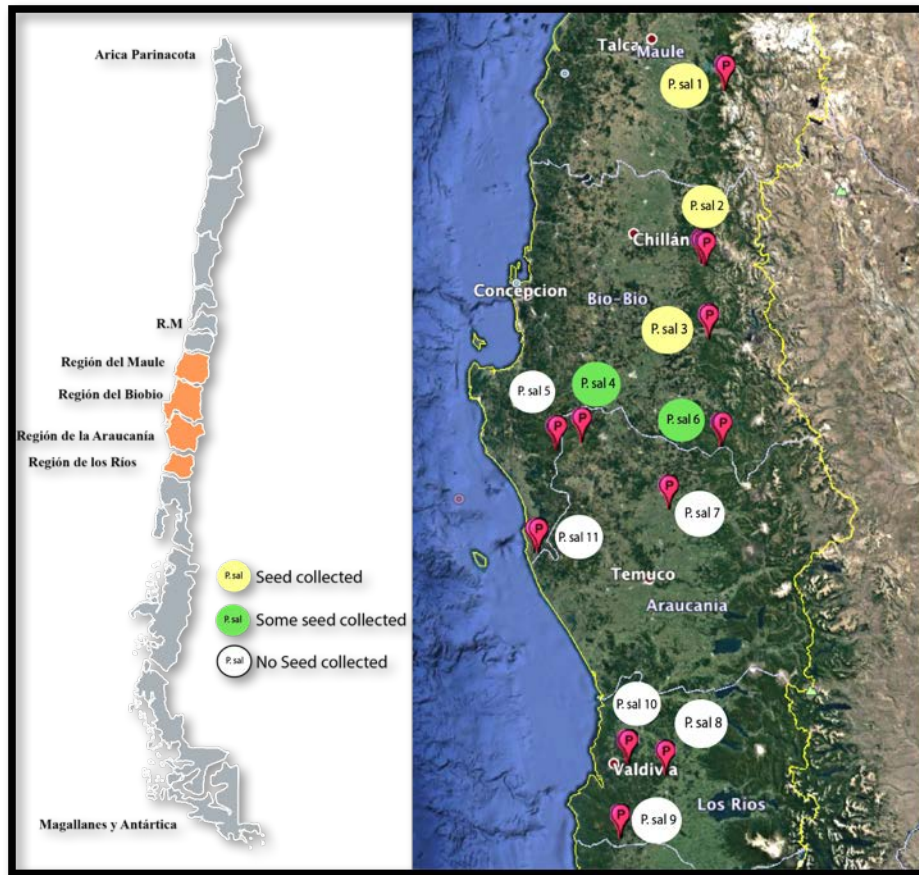 Arica Parinacota
R.M
Región del Maule
Región del Biobio
Región de la Araucanía
Región de los Ríos
Magallanes y Antártica
P. sal
Seed collected
P. sal
Some seed collected
P. sal
No Seed collected
Talca
Maule
P. sal 1
P. sal 2
Chillán
Concepcion
Bio-Bio
P. sal 3
P. sal 4
P. sal 5
P. sal 6
P. sal 7
P. sal 11
Temuco
Araucania
P. sal 10
P. sal 8
Valdivia
Los Rios
P. sal 9
P
P
P
P
P
P
P
P
P
P
P